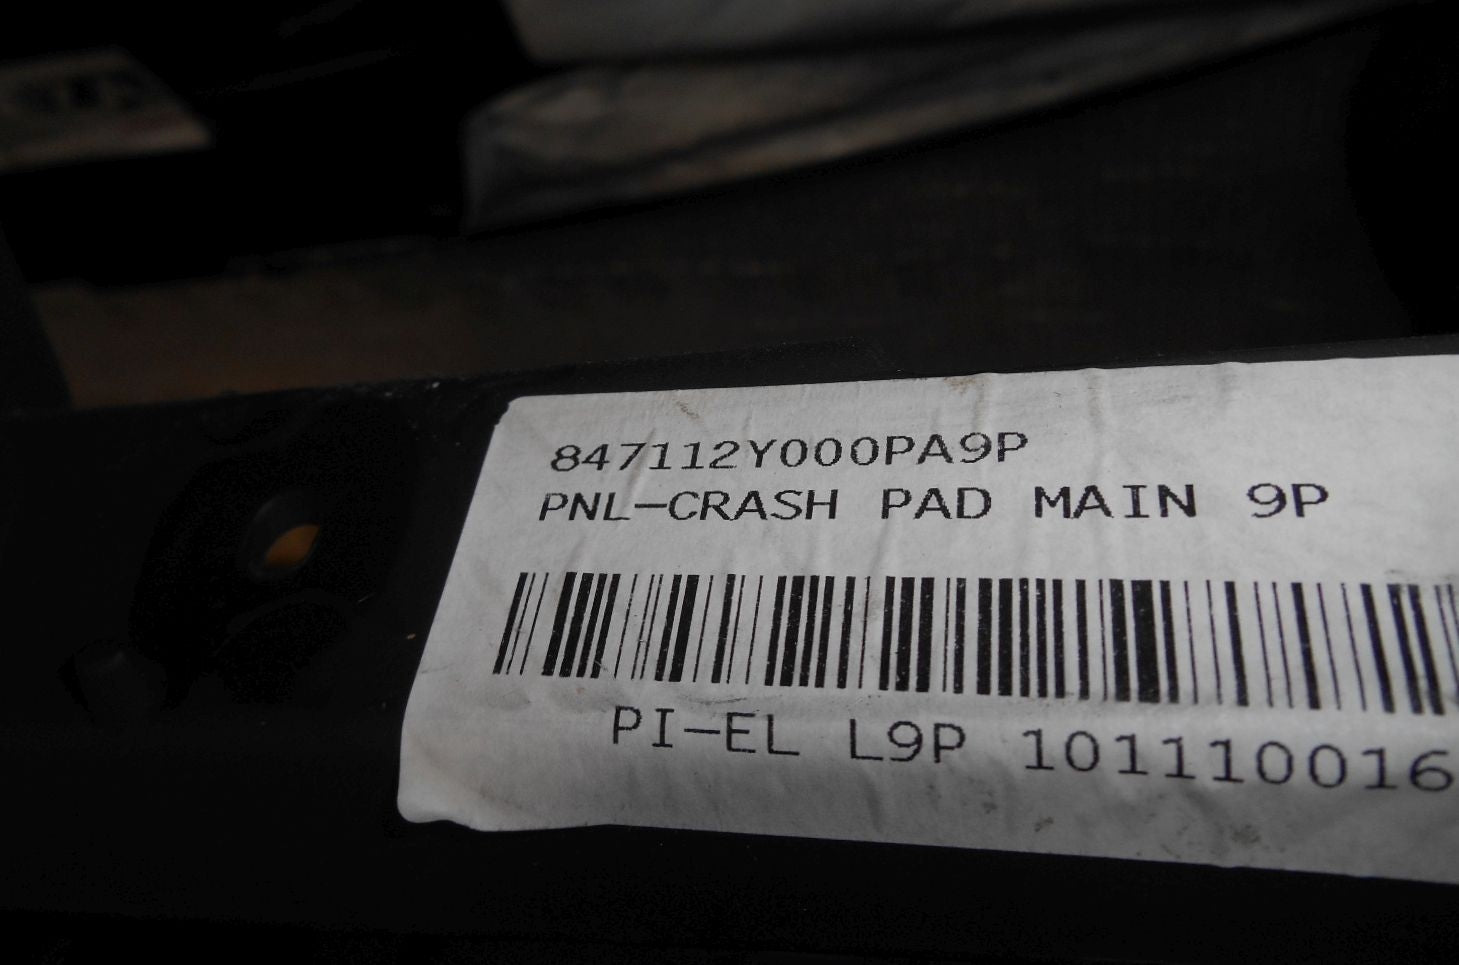 847112Y000PA9P
PNL-CRASH PAD MAIN 9P
PI-EL L9P 101110016